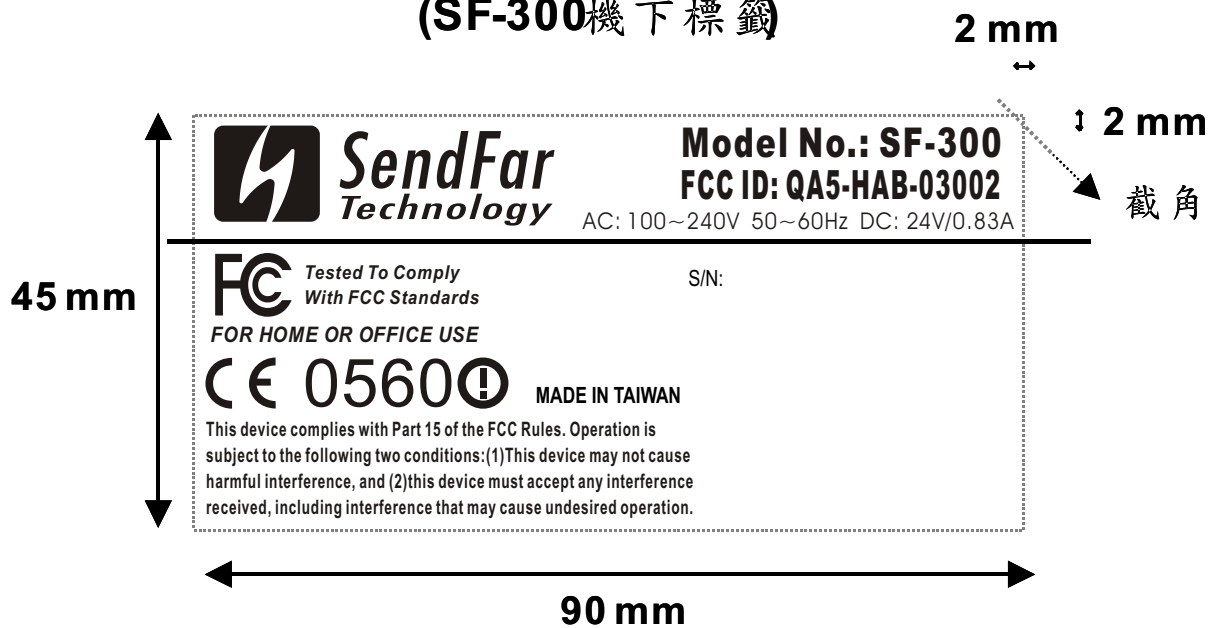 (SF-300機下標籤)
2 mm
2 mm
截角
45 mm
SendFar
Technology
Model No.: SF-300
FCC ID: QA5-HAB-03002
AC: 100~240V 50~60Hz DC: 24V/0.83A
FC Tested To Comply
With FCC Standards
S/N:
FOR HOME OR OFFICE USE
CE 0560
MADE IN TAIWAN
This device complies with Part 15 of the FCC Rules. Operation is
subject to the following two conditions:(1)This device may not cause
harmful interference, and (2)this device must accept any interference
received, including interference that may cause undesired operation.
90 mm